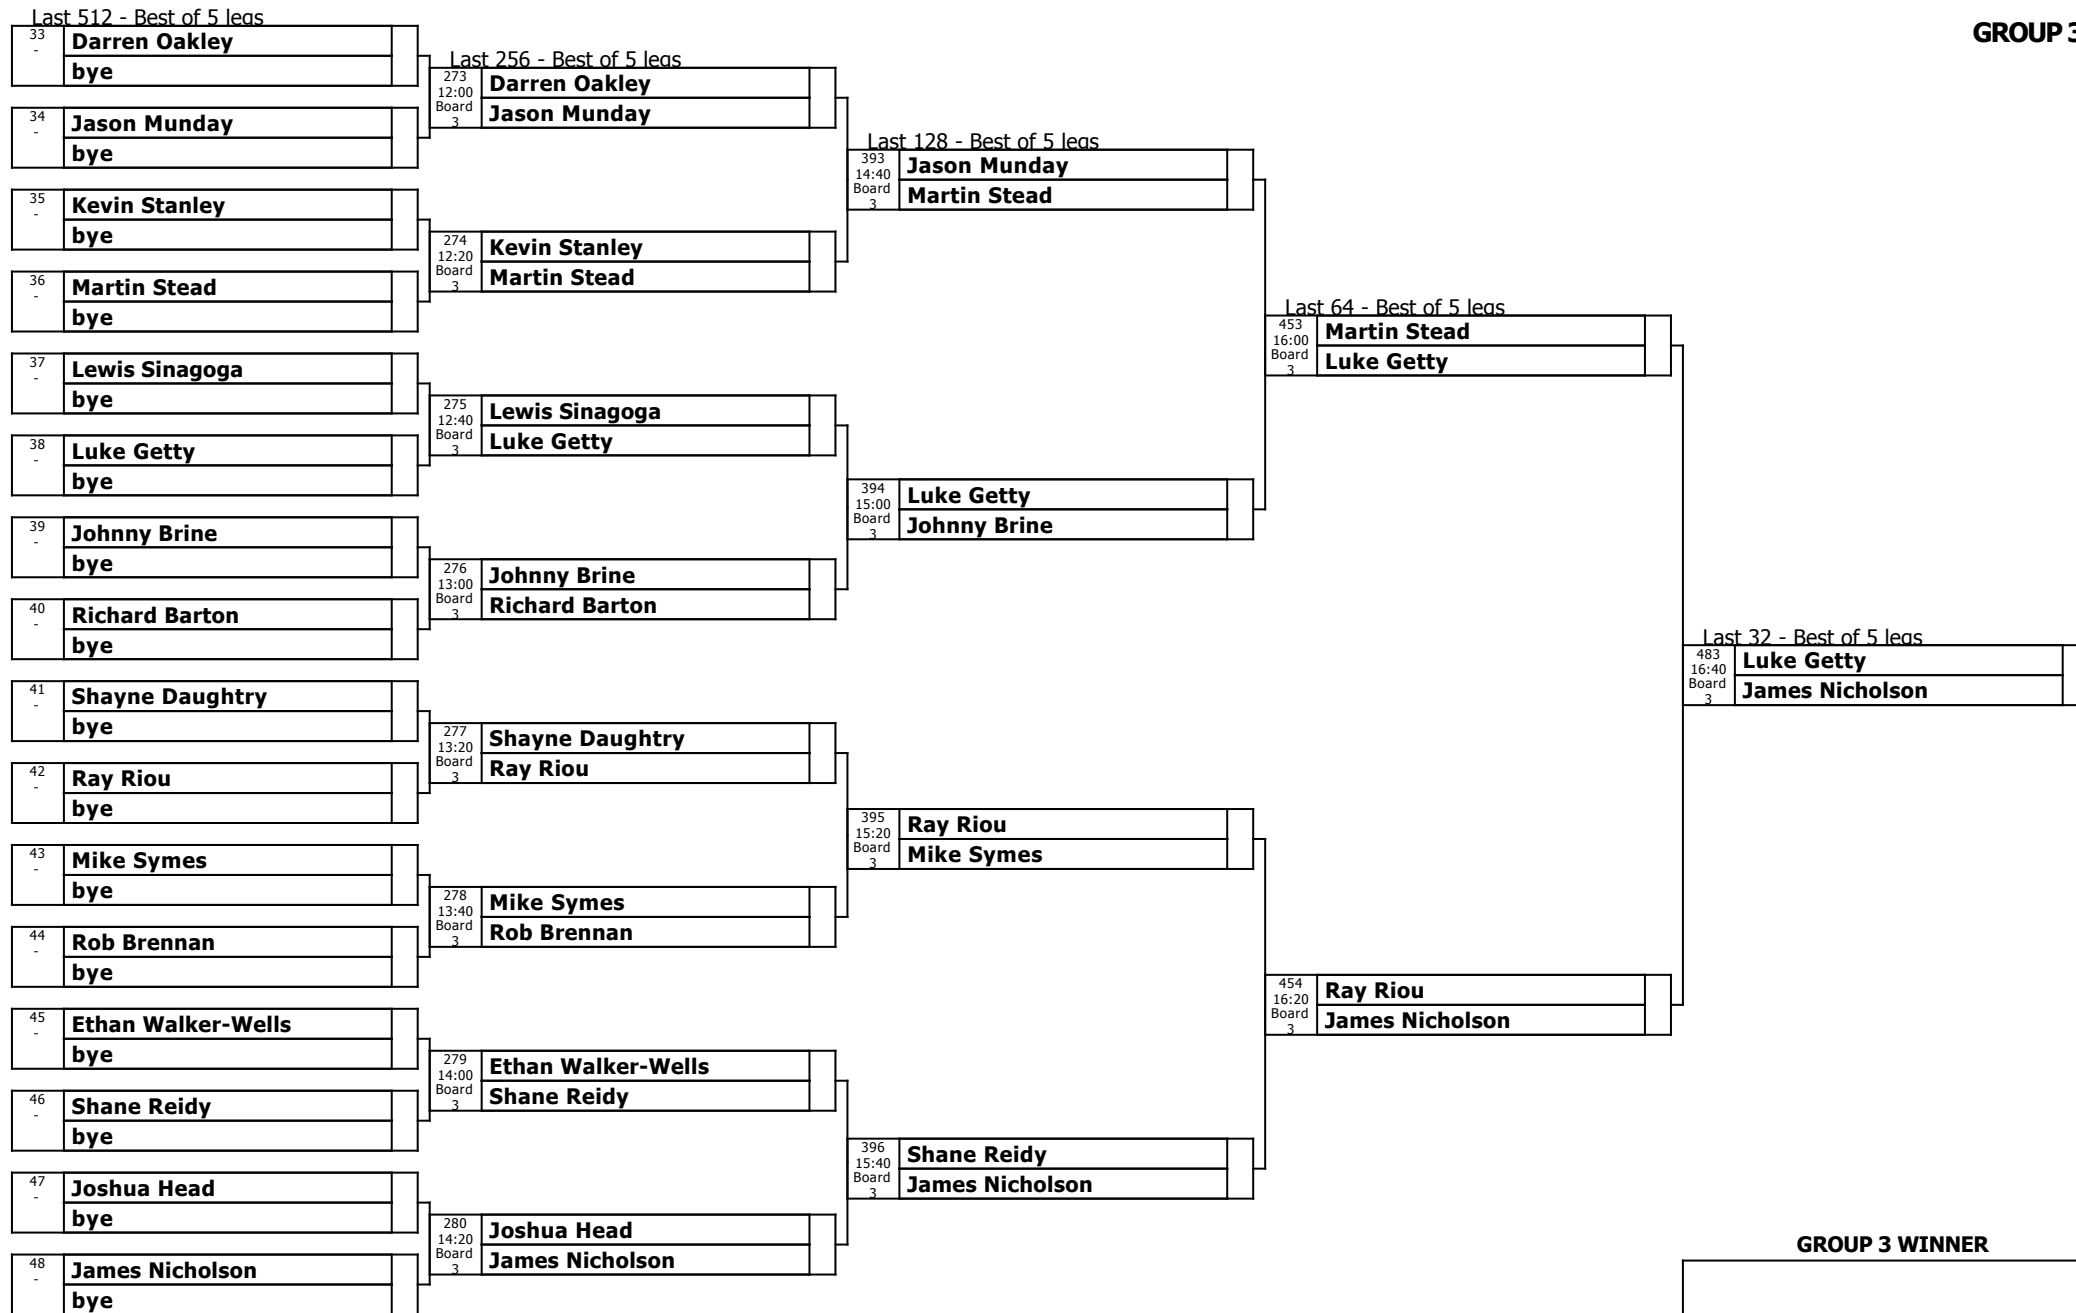 Last 512 - Best of 5 legs
GROUP 3
33
-
Darren Oakley
bye
34
-
Jason Munday
bye
35
-
Kevin Stanley
bye
36
-
Martin Stead
bye
37
-
Lewis Sinagoga
bye
38
-
Luke Getty
bye
39
-
Johnny Brine
bye
40
-
Richard Barton
bye
41
-
Shayne Daughtry
bye
42
-
Ray Riou
bye
43
-
Mike Symes
bye
44
-
Rob Brennan
bye
45
-
Ethan Walker-Wells
bye
46
-
Shane Reidy
bye
47
-
Joshua Head
bye
48
-
James Nicholson
bye
Last 256 - Best of 5 legs
273
12:00
Board
3
Darren Oakley
Jason Munday
274
12:20
Board
3
Kevin Stanley
Martin Stead
275
12:40
Board
3
Lewis Sinagoga
Luke Getty
276
13:00
Board
3
Johnny Brine
Richard Barton
277
13:20
Board
3
Shayne Daughtry
Ray Riou
278
13:40
Board
3
Mike Symes
Rob Brennan
279
14:00
Board
3
Ethan Walker-Wells
Shane Reidy
280
14:20
Board
3
Joshua Head
James Nicholson
Last 128 - Best of 5 legs
393
14:40
Board
3
Jason Munday
Martin Stead
394
15:00
Board
3
Luke Getty
Johnny Brine
395
15:20
Board
3
Ray Riou
Mike Symes
396
15:40
Board
3
Shane Reidy
James Nicholson
Last 64 - Best of 5 legs
453
16:00
Board
3
Martin Stead
Luke Getty
454
16:20
Board
3
Ray Riou
James Nicholson
Last 32 - Best of 5 legs
483
16:40
Board
3
Luke Getty
James Nicholson
GROUP 3 WINNER